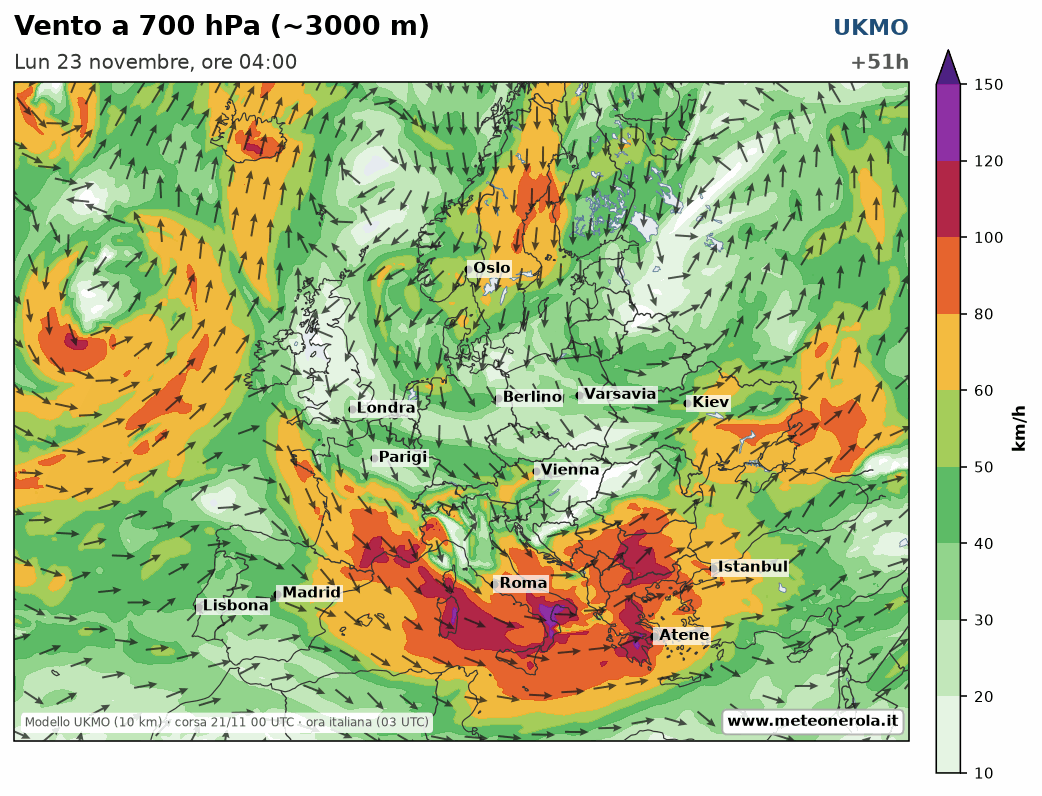 Vento a 700 hPa (~3000 m)
UKMO
Lun 23 novembre, ore 04:00
+51h
150
120
100
80
60
50
40
30
20
10
km/h
Oslo
Londra
Berlino
Varsavia
Kiev
Parigi
Vienna
Istanbul
Roma
Madrid
Lisbona
Atene
Modello UKMO (10 km) · corsa 21/11 00 UTC · ora italiana (03 UTC)
www.meteonerola.it